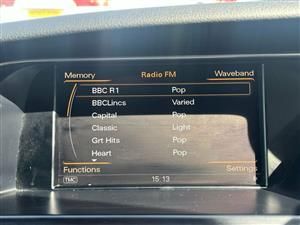 Memory Radio FM Waveband
BBC R1 Pop
BBCLincs Varied
Capital Pop
Classic Light
Grt Hits Pop
Heart Pop
Functions Settings
TMC 15:13